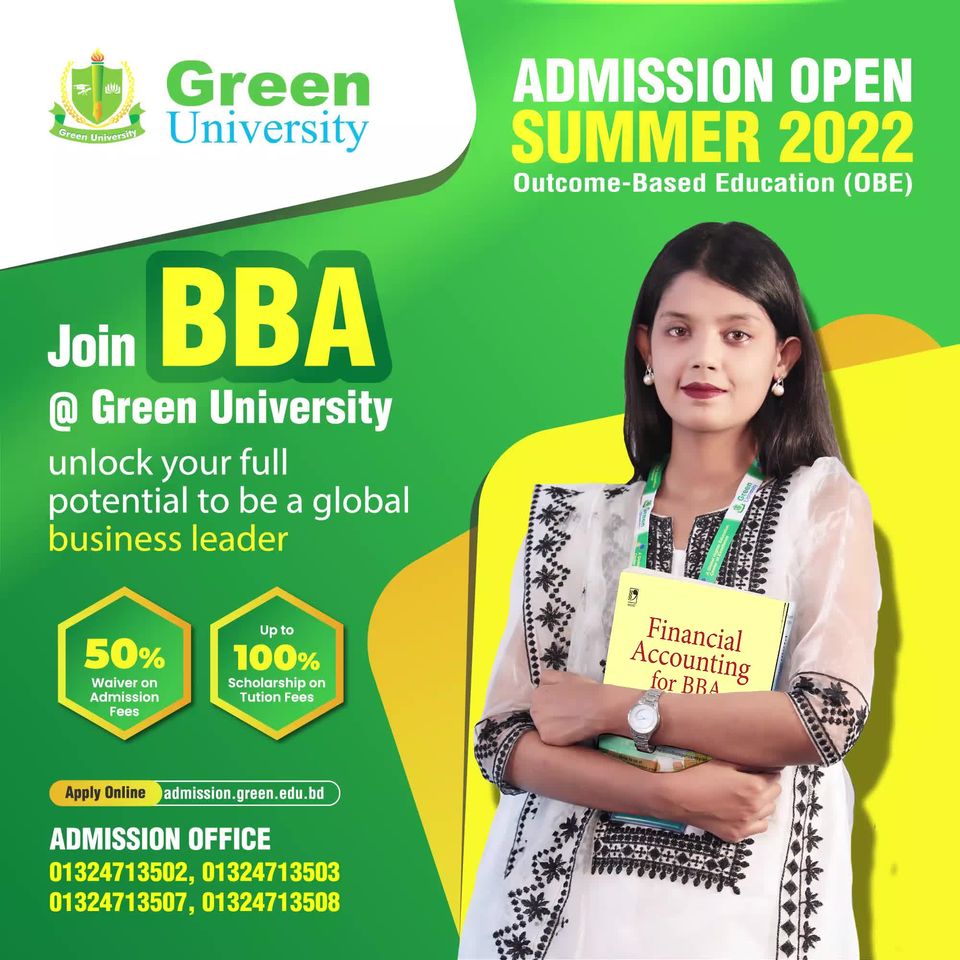 Green University
Green
University
ADMISSION OPEN
SUMMER 2022
Outcome-Based Education (OBE)
Join BBA
@ Green University
unlock your full
potential to be a global
business leader
50%
Waiver on
Admission
Fees
Up to
100%
Scholarship on
Tution Fees
Green
Financial
Accounting
for BBA
Apply Online admission.green.edu.bd
ADMISSION OFFICE
01324713502, 01324713503
01324713507, 01324713508